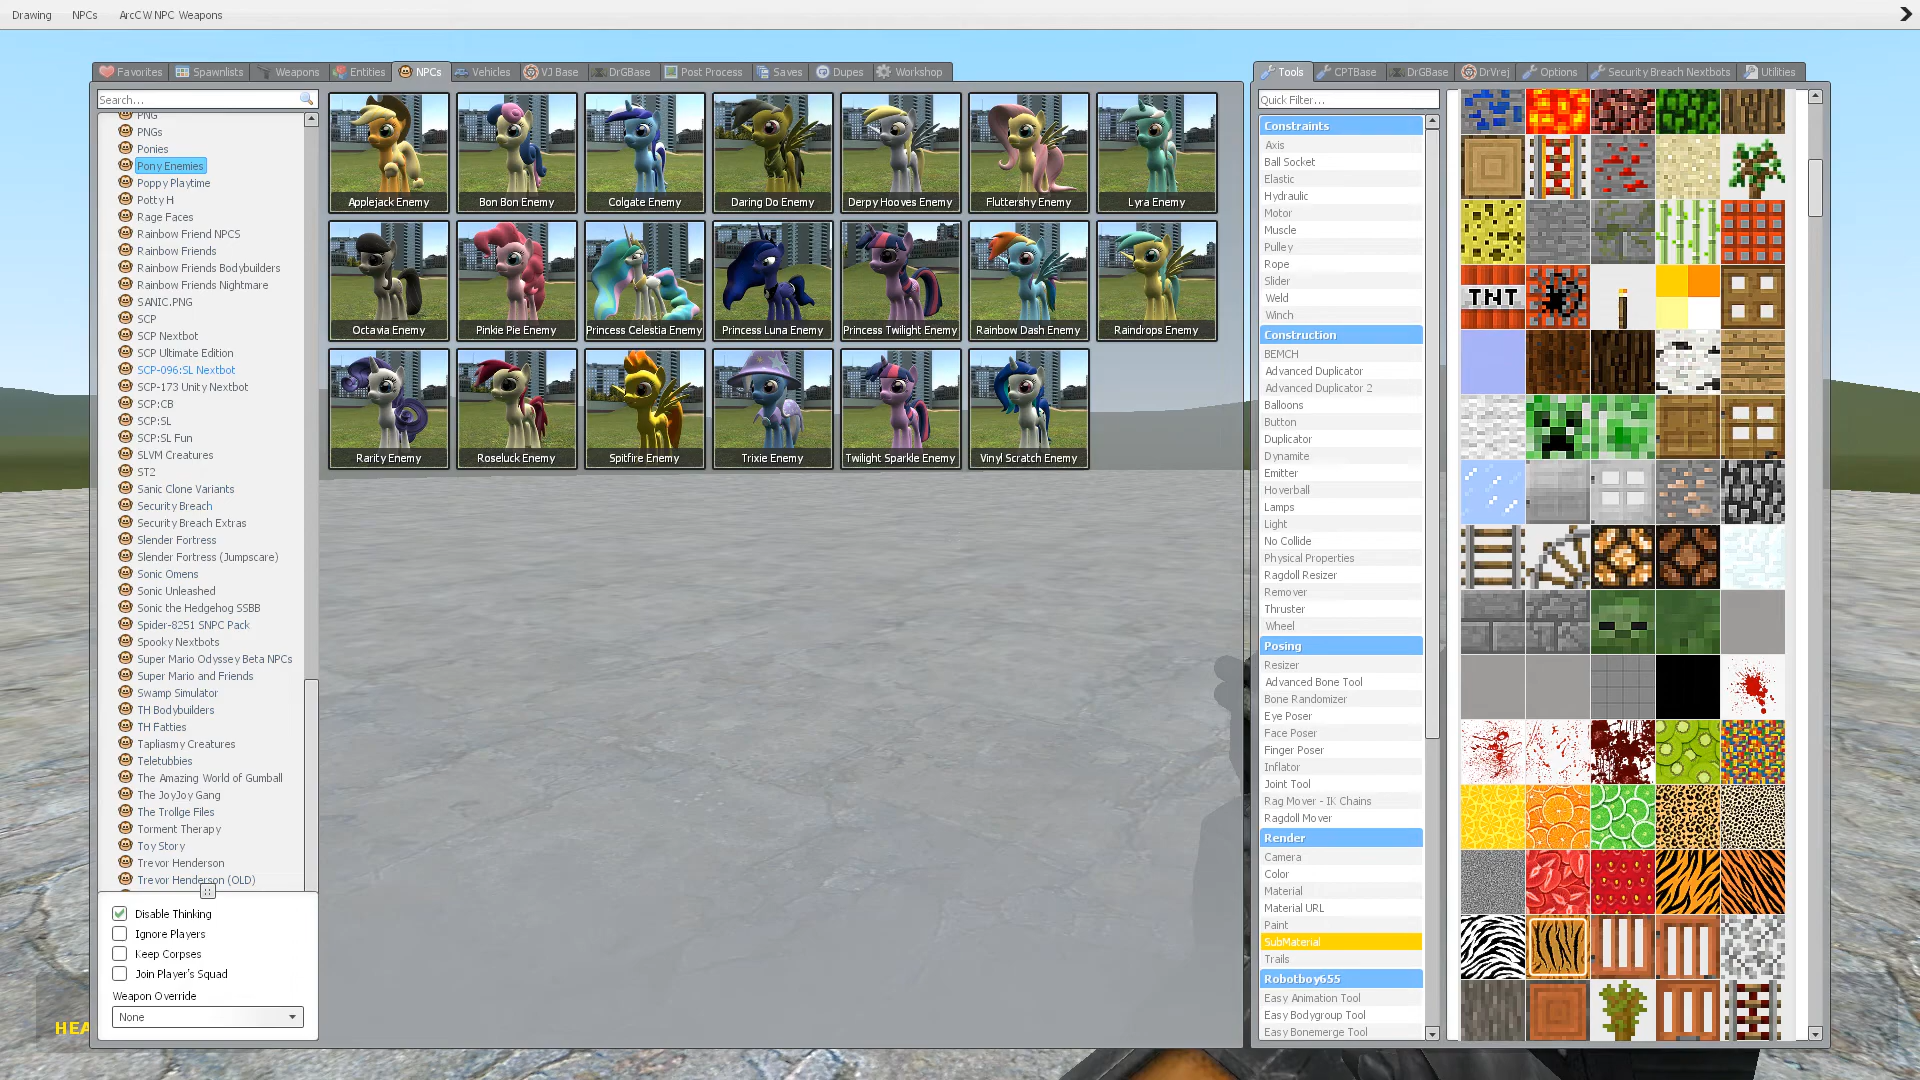 Drawing NPCs ArcCW NPC Weapons
Favorites Spawnlists Weapons Entities NPCs Vehicles VJ Base DrGBase Post Process Saves Dupes Workshop
Search...
PNG
PNGs
Ponies
Pony Enemies
Poppy Playtime
Potty H
Rage Faces
Rainbow Friend NPCS
Rainbow Friends
Rainbow Friends Bodybuilders
Rainbow Friends Nightmare
SANIC.PNG
SCP
SCP Nextbot
SCP Ultimate Edition
SCP-096:SL Nextbot
SCP-173 Unity Nextbot
SCP:CB
SCP:SL
SCP:SL Fun
SLVM Creatures
ST2
Sanic Clone Variants
Security Breach
Security Breach Extras
Slender Fortress
Slender Fortress (Jumpscare)
Sonic Omens
Sonic Unleashed
Sonic the Hedgehog SSBB
Spider-8251 SNPC Pack
Spooky Nextbots
Super Mario Odyssey Beta NPCs
Super Mario and Friends
Swamp Simulator
TH Bodybuilders
TH Fatties
Tapliasmy Creatures
Teletubbies
The Amazing World of Gumball
The JoyJoy Gang
The Trollge Files
Torment Therapy
Toy Story
Trevor Henderson
Trevor Henderson (OLD)
Disable Thinking
Ignore Players
Keep Corpses
Join Player's Squad
Weapon Override
None
HEA
Applejack Enemy Bon Bon Enemy Colgate Enemy Daring Do Enemy Derpy Hooves Enemy Fluttershy Enemy Lyra Enemy
Octavia Enemy Pinkie Pie Enemy Princess Celestia Enemy Princess Luna Enemy Princess Twilight Enemy Rainbow Dash Enemy Raindrops Enemy
Rarity Enemy Roseluck Enemy Spitfire Enemy Trixie Enemy Twilight Sparkle Enemy Vinyl Scratch Enemy
Tools CPTBase DrGBase DrVrej Options Security Breach Nextbots Utilities
Quick Filter...
Constraints
Axis
Ball Socket
Elastic
Hydraulic
Motor
Muscle
Pulley
Rope
Slider
Weld
Winch
Construction
BEMCH
Advanced Duplicator
Advanced Duplicator 2
Balloons
Button
Duplicator
Dynamite
Emitter
Hoverball
Lamps
Light
No Collide
Physical Properties
Ragdoll Resizer
Remover
Thruster
Wheel
Posing
Resizer
Advanced Bone Tool
Bone Randomizer
Eye Poser
Face Poser
Finger Poser
Inflator
Joint Tool
Rag Mover - IK Chains
Ragdoll Mover
Render
Camera
Color
Material
Material URL
Paint
SubMaterial
Trails
Robotboy655
Easy Animation Tool
Easy Bodygroup Tool
Easy Bonemerge Tool
TNT